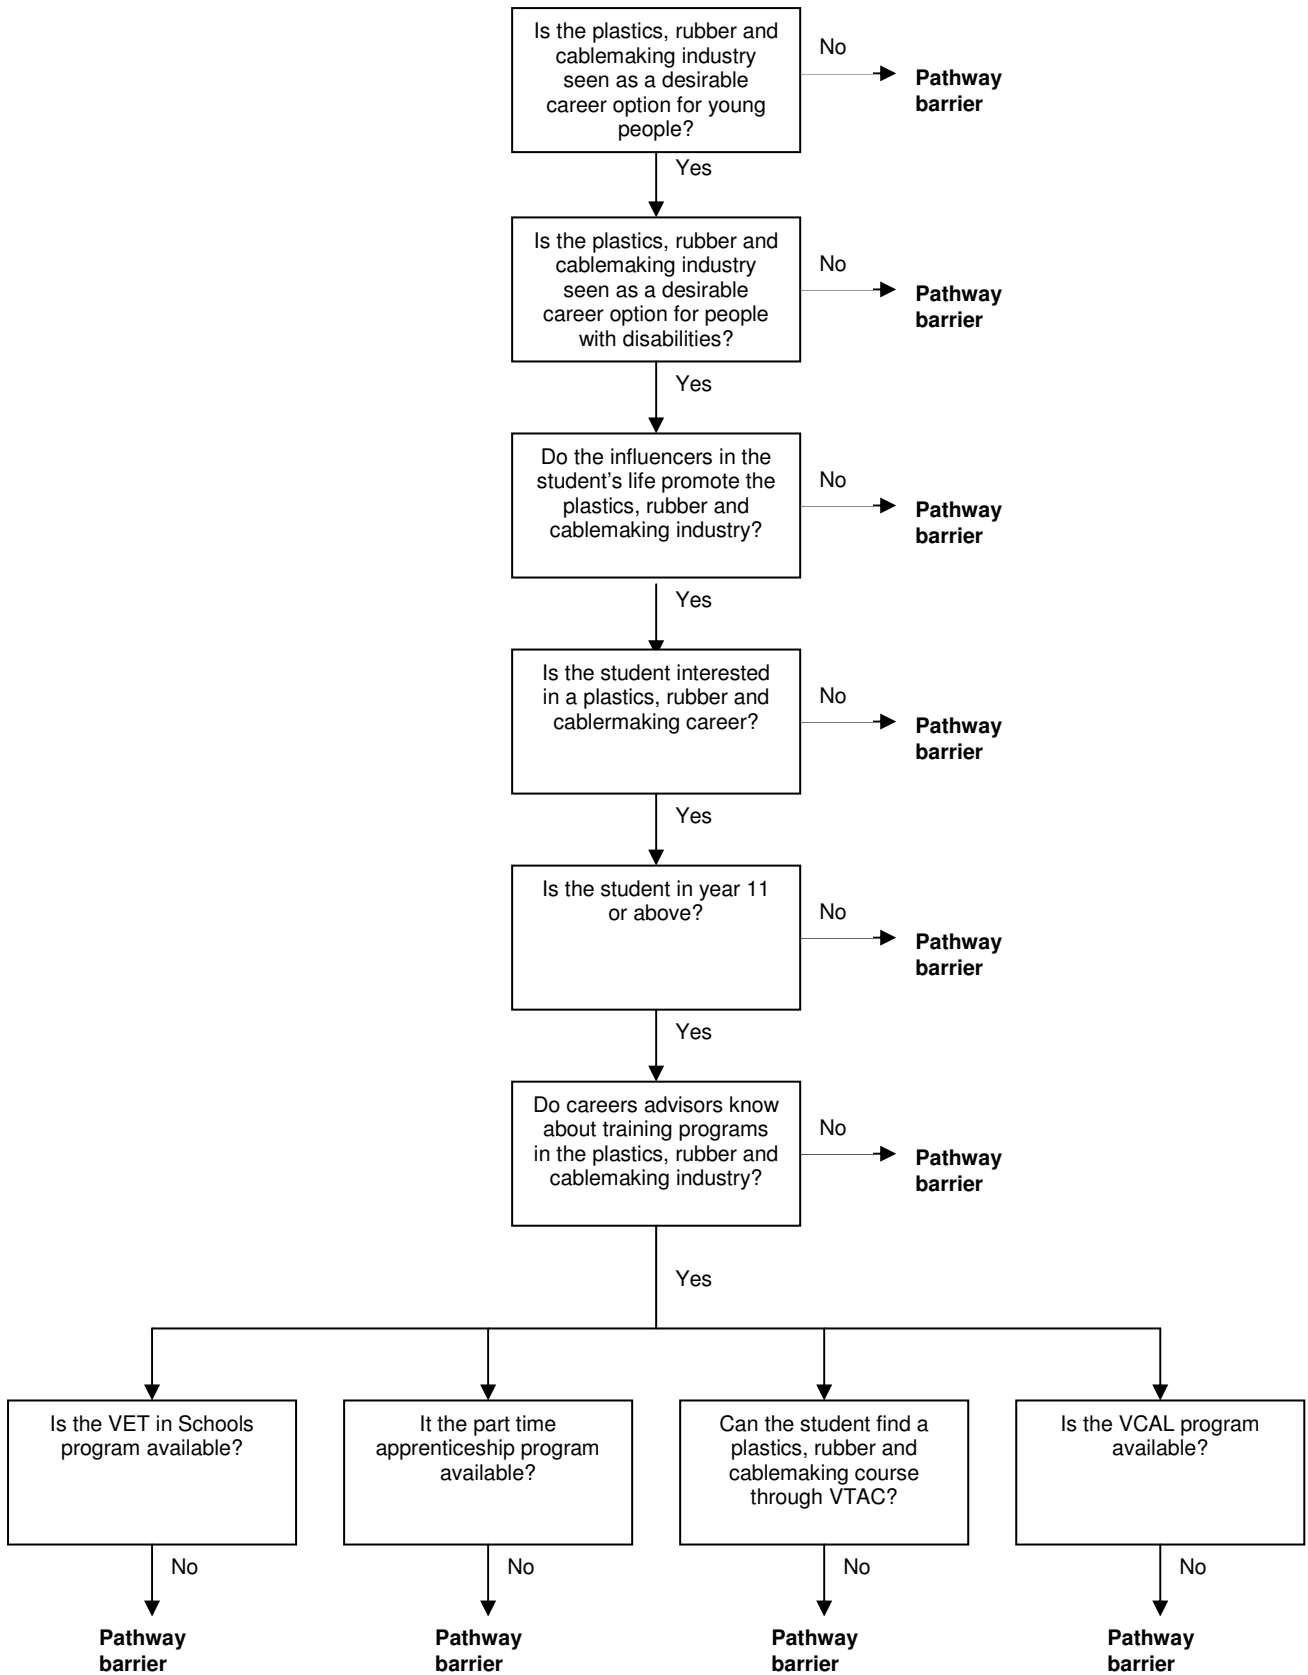 Is the plastics, rubber and
cablemaking industry
seen as a desirable
career option for young
people?
No
Pathway
barrier
Yes
Is the plastics, rubber and
cablemaking industry
seen as a desirable
career option for people
with disabilities?
No
Pathway
barrier
Yes
Do the influencers in the
student’s life promote the
plastics, rubber and
cablemaking industry?
No
Pathway
barrier
Yes
Is the student interested
in a plastics, rubber and
cablermaking career?
No
Pathway
barrier
Yes
Is the student in year 11
or above?
No
Pathway
barrier
Yes
Do careers advisors know
about training programs
in the plastics, rubber and
cablemaking industry?
No
Pathway
barrier
Yes
Is the VET in Schools
program available?
No
Pathway
barrier
It the part time
apprenticeship program
available?
No
Pathway
barrier
Can the student find a
plastics, rubber and
cablemaking course
through VTAC?
No
Pathway
barrier
Is the VCAL program
available?
No
Pathway
barrier